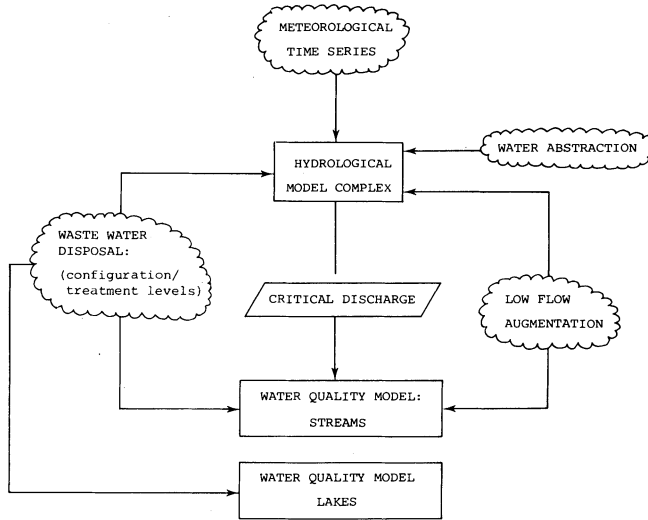 METEOROLOGICAL
TIME SERIES
WATER ABSTRACTION
HYDROLOGICAL
MODEL COMPLEX
WASTE WATER
DISPOSAL:
(configuration/
treatment levels)
CRITICAL DISCHARGE
LOW FLOW
AUGMENTATION
WATER QUALITY MODEL:
STREAMS
WATER QUALITY MODEL
LAKES